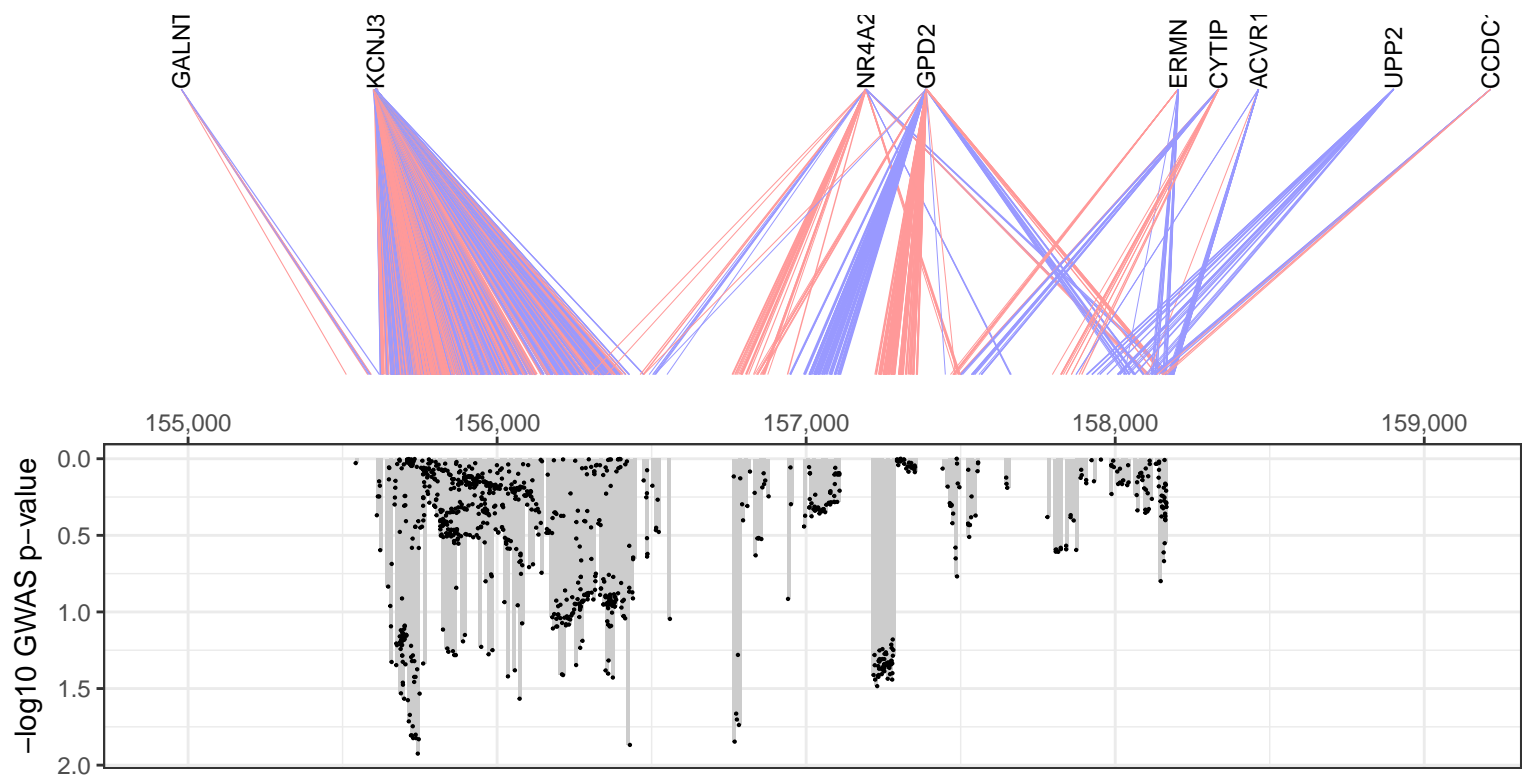 GALNT
KCNJ3
NR4A2
GPD2
ERMN
CYTIP
ACVR1
UPP2
CCDC
155,000
156,000
157,000
158,000
159,000
−log10 GWAS p−value
0.0
0.5
1.0
1.5
2.0